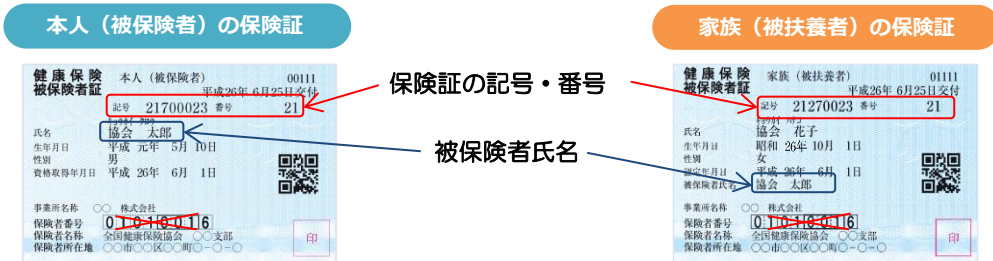 本人（被保険者）の保険証
健康保険
被保険者証
本人（被保険者）
00111
平成26年 6月25日交付
記号 21700023 番号 21
氏名
協会 太郎
生年月日 平成 元年 5月 10日
性別 男
資格取得年月日 平成 26年 6月 1日
事業所名称 ○○ 株式会社
保険者番号 01010016
保険者名称 全国健康保険協会 ○○支部
保険者所在地 ○○市○○区○○町○-○-○
印
保険証の記号・番号
被保険者氏名
家族（被扶養者）の保険証
健康保険
被保険者証
家族（被扶養者）
01111
平成26年 6月25日交付
記号 21270023 番号 21
氏名 協会 花子
生年月日 昭和 26年 10月 1日
性別 女
認定年月日 平成 26年 6月 1日
被保険者氏名 協会 太郎
事業所名称 ○○ 株式会社
保険者番号 01010016
保険者名称 全国健康保険協会 ○○支部
保険者所在地 ○○市○○区○○町○-○-○
印